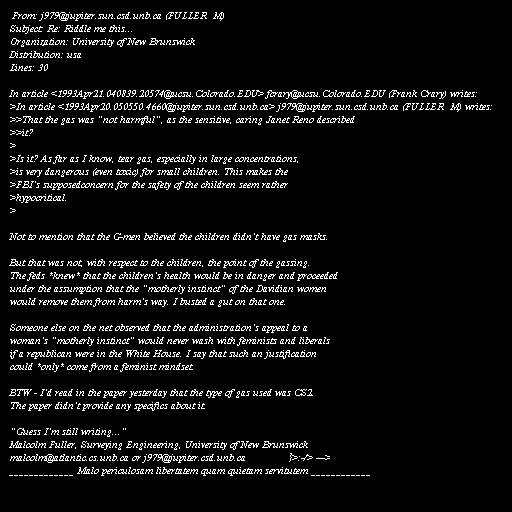 From: j979@jupiter.sun.csd.unb.ca (FULLER M)
Subject: Re: Riddle me this...
Organization: University of New Brunswick
Distribution: usa
Lines: 30

In article <1993Apr21.040839.20574@ucsu.Colorado.EDU> fcrary@ucsu.Colorado.EDU (Frank Crary) writes:
>In article <1993Apr20.050550.4660@jupiter.sun.csd.unb.ca> j979@jupiter.sun.csd.unb.ca (FULLER M) writes:
>>That the gas was "not harmful", as the sensitive, caring Janet Reno described
>>it?
>
>Is it? As far as I know, tear gas, especially in large concentrations,
>is very dangerous (even toxic) for small children. This makes the
>FBI's supposedconcern for the safety of the children seem rather
>hypocritical.
>

Not to mention that the G-men believed the children didn't have gas masks.

But that was not, with respect to the children, the point of the gassing.
The feds *knew* that the children's health would be in danger and proceeded
under the assumption that the "motherly instinct" of the Davidian women
would remove them from harm's way. I busted a gut on that one.

Someone else on the net observed that the administration's appeal to a
woman's "motherly instinct" would never wash with feminists and liberals
if a republican were in the White House. I say that such an justification
could *only* come from a feminist mindset.

BTW - I'd read in the paper yesterday that the type of gas used was CS2.
The paper didn't provide any specifics about it.

"Guess I'm still writing..."
Malcolm Fuller, Surveying Engineering, University of New Brunswick
malcolm@atlantic.cs.unb.ca or j979@jupiter.sun.csd.unb.ca }>:-/> --->
_____________ Malo periculosam libertatem quam quietam servitutem ____________